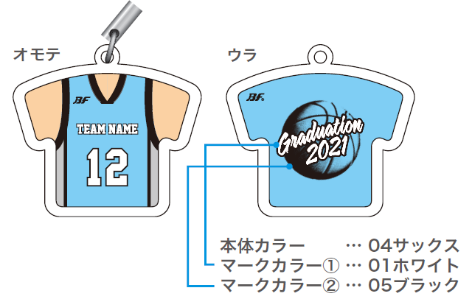 オモテ
ウラ
BF
TEAM NAME
12
BF
Graduation
2021
本体カラー … 04サックス
マークカラー① … 01ホワイト
マークカラー② … 05ブラック